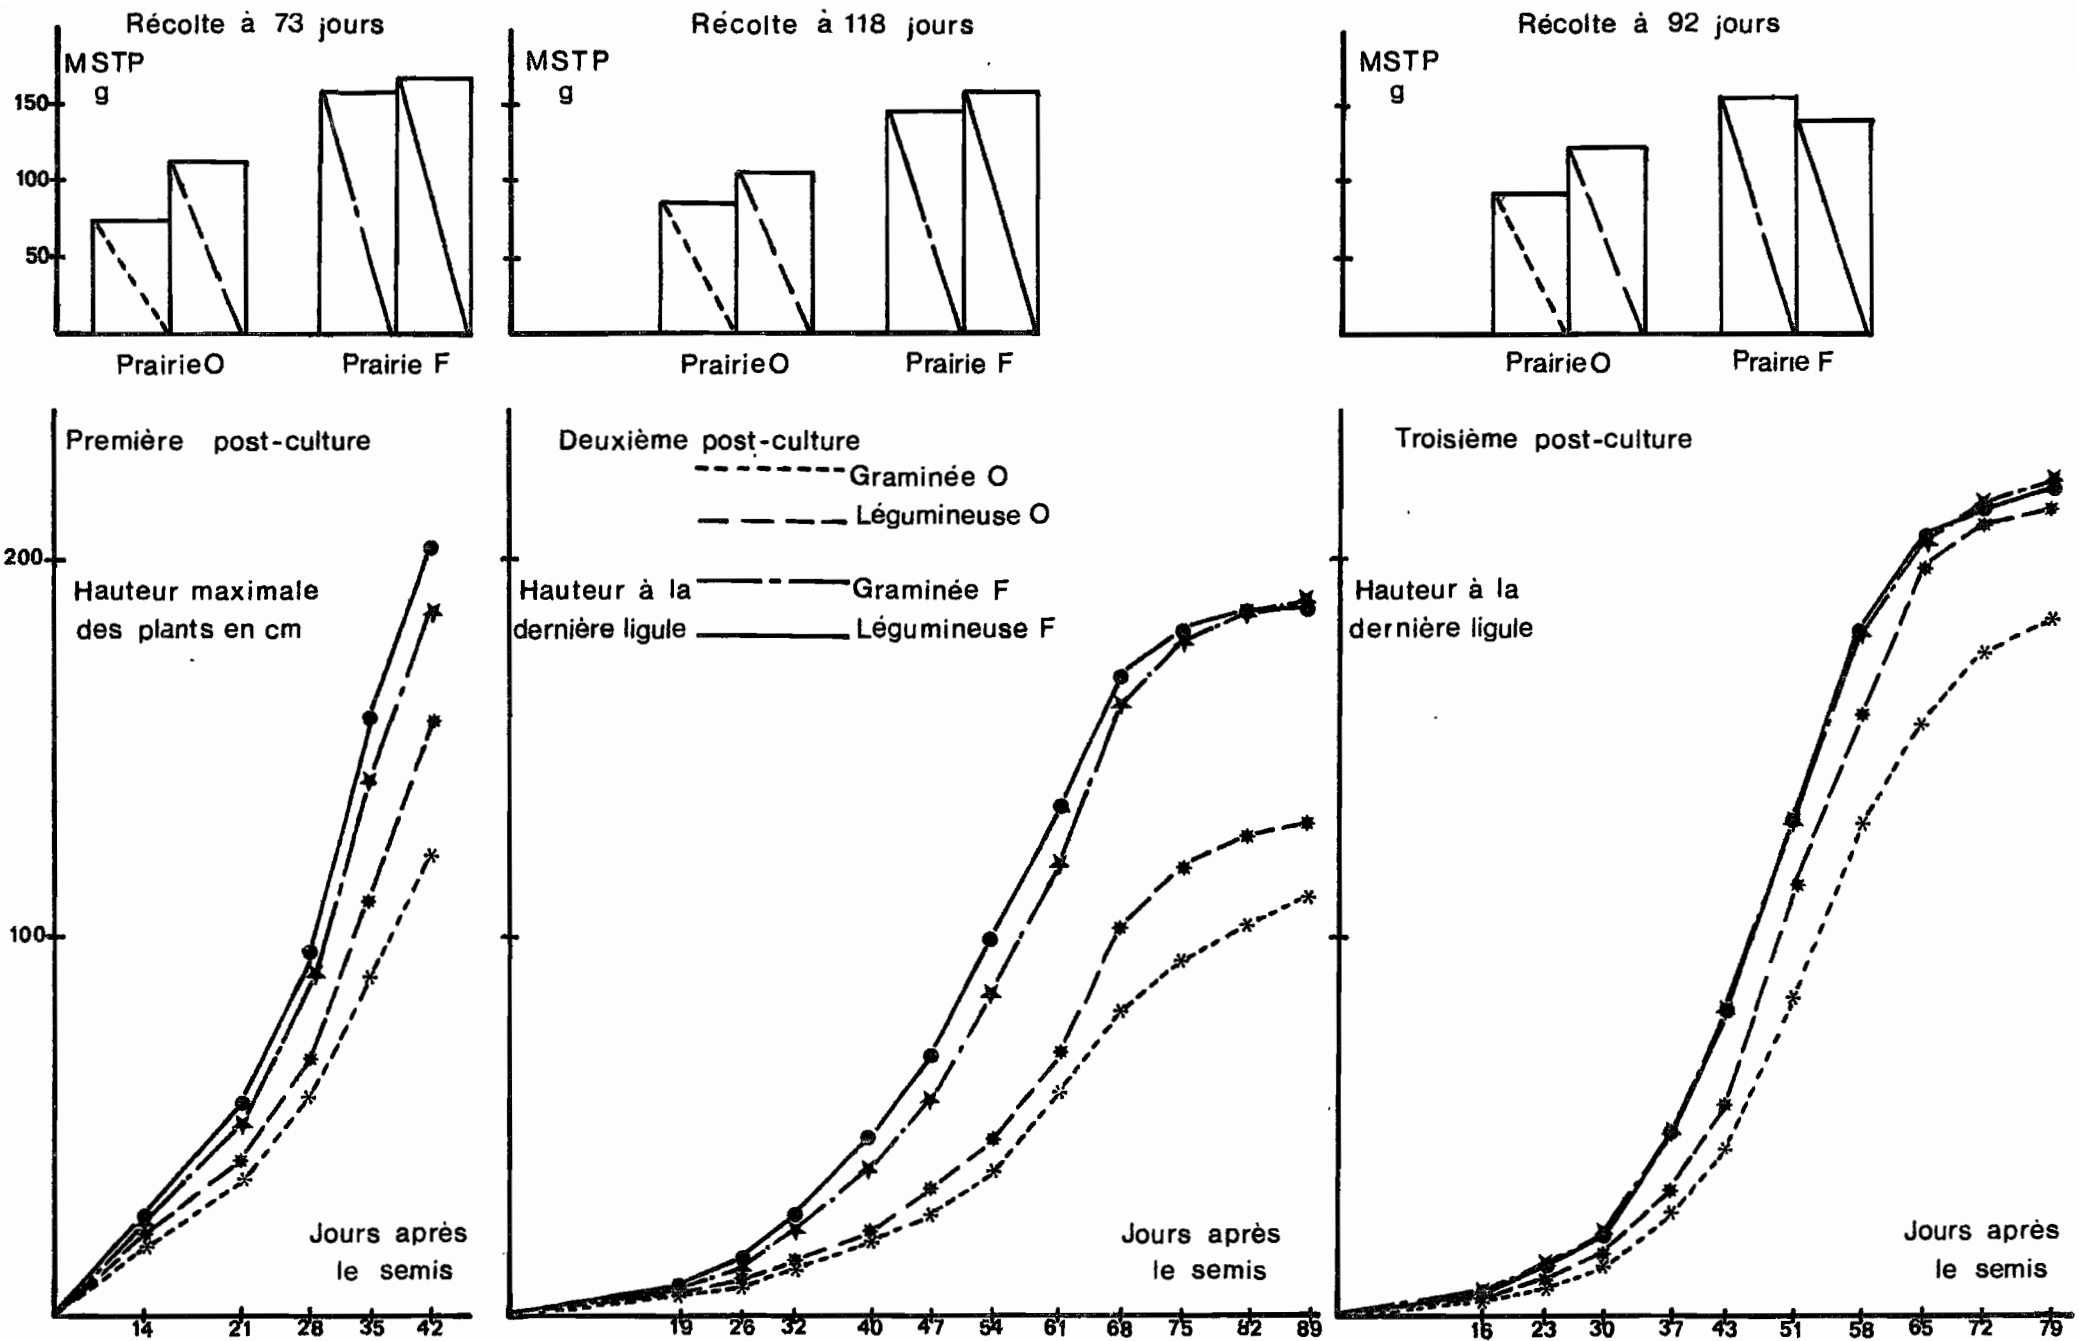 Récolte à 73 jours
MSTP
g
150
100
50
Prairie O
Prairie F
Récolte à 118 jours
MSTP
g
Prairie O
Prairie F
Récolte à 92 jours
MSTP
g
Prairie O
Prairie F
Première post-culture
200
Hauteur maximale
des plants en cm
100
Jours après
le semis
14 21 28 35 42
Deuxième post-culture
Graminée O
Légumineuse O
Hauteur à la
dernière ligule
Graminée F
Légumineuse F
Jours après
le semis
19 26 32 40 47 54 61 68 75 82 89
Troisième post-culture
Hauteur à la
dernière ligule
Jours après
le semis
16 23 30 37 43 51 58 65 72 79